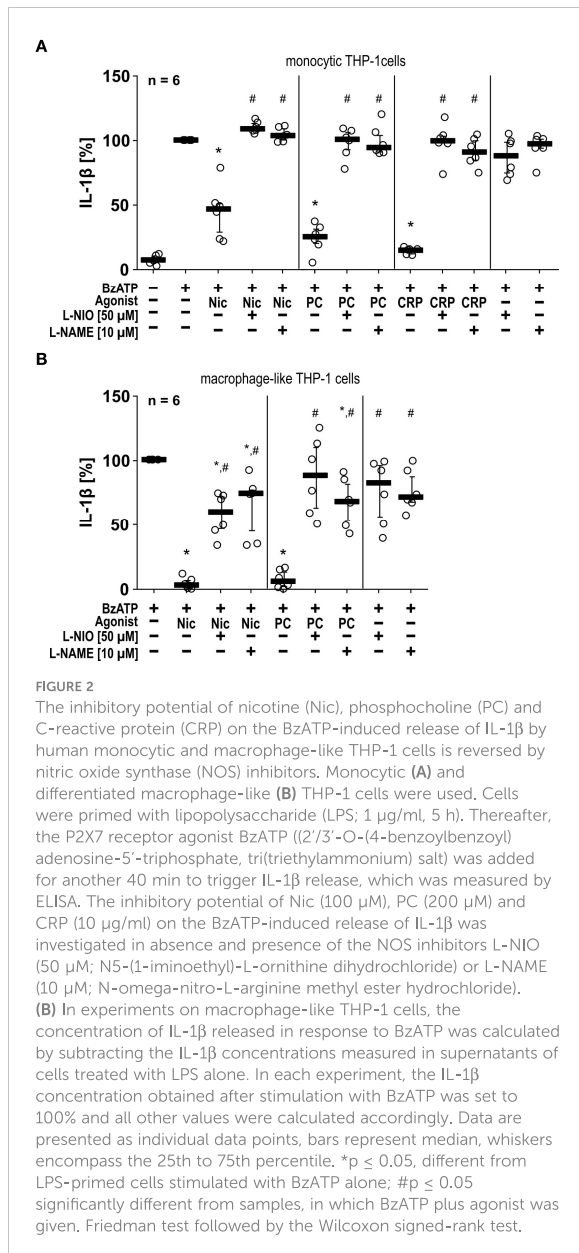 A
monocytic THP-1cells
n = 6
# # # # # #
* * *
150
100
50
0
IL-1β [%]
BzATP – + + + + + + + + + + + +
Agonist – – Nic Nic Nic PC PC PC CRP CRP CRP – –
L-NIO [50 µM] – – – + – – + – – + – + –
L-NAME [10 µM] – – – – + – – + – – + – +
B
macrophage-like THP-1 cells
n = 6
* *,# *,# * # *,# # #
150
100
50
0
IL-1β [%]
BzATP + + + + + + + + +
Agonist – Nic Nic Nic PC PC PC – –
L-NIO [50 µM] – – + – – + – + –
L-NAME [10 µM] – – – + – – + – +
FIGURE 2
The inhibitory potential of nicotine (Nic), phosphocholine (PC) and
C-reactive protein (CRP) on the BzATP-induced release of IL-1β by
human monocytic and macrophage-like THP-1 cells is reversed by
nitric oxide synthase (NOS) inhibitors. Monocytic (A) and
differentiated macrophage-like (B) THP-1 cells were used. Cells
were primed with lipopolysaccharide (LPS; 1 µg/ml, 5 h). Thereafter,
the P2X7 receptor agonist BzATP ((2’/3’-O-(4-benzoylbenzoyl)
adenosine-5’-triphosphate, tri(triethylammonium) salt) was added
for another 40 min to trigger IL-1β release, which was measured by
ELISA. The inhibitory potential of Nic (100 µM), PC (200 µM) and
CRP (10 µg/ml) on the BzATP-induced release of IL-1β was
investigated in absence and presence of the NOS inhibitors L-NIO
(50 µM; N5-(1-iminoethyl)-L-ornithine dihydrochloride) or L-NAME
(10 µM; N-omega-nitro-L-arginine methyl ester hydrochloride).
(B) In experiments on macrophage-like THP-1 cells, the
concentration of IL-1β released in response to BzATP was calculated
by subtracting the IL-1β concentrations measured in supernatants of
cells treated with LPS alone. In each experiment, the IL-1β
concentration obtained after stimulation with BzATP was set to
100% and all other values were calculated accordingly. Data are
presented as individual data points, bars represent median, whiskers
encompass the 25th to 75th percentile. *p ≤ 0.05, different from
LPS-primed cells stimulated with BzATP alone; #p ≤ 0.05
significantly different from samples, in which BzATP plus agonist was
given. Friedman test followed by the Wilcoxon signed-rank test.